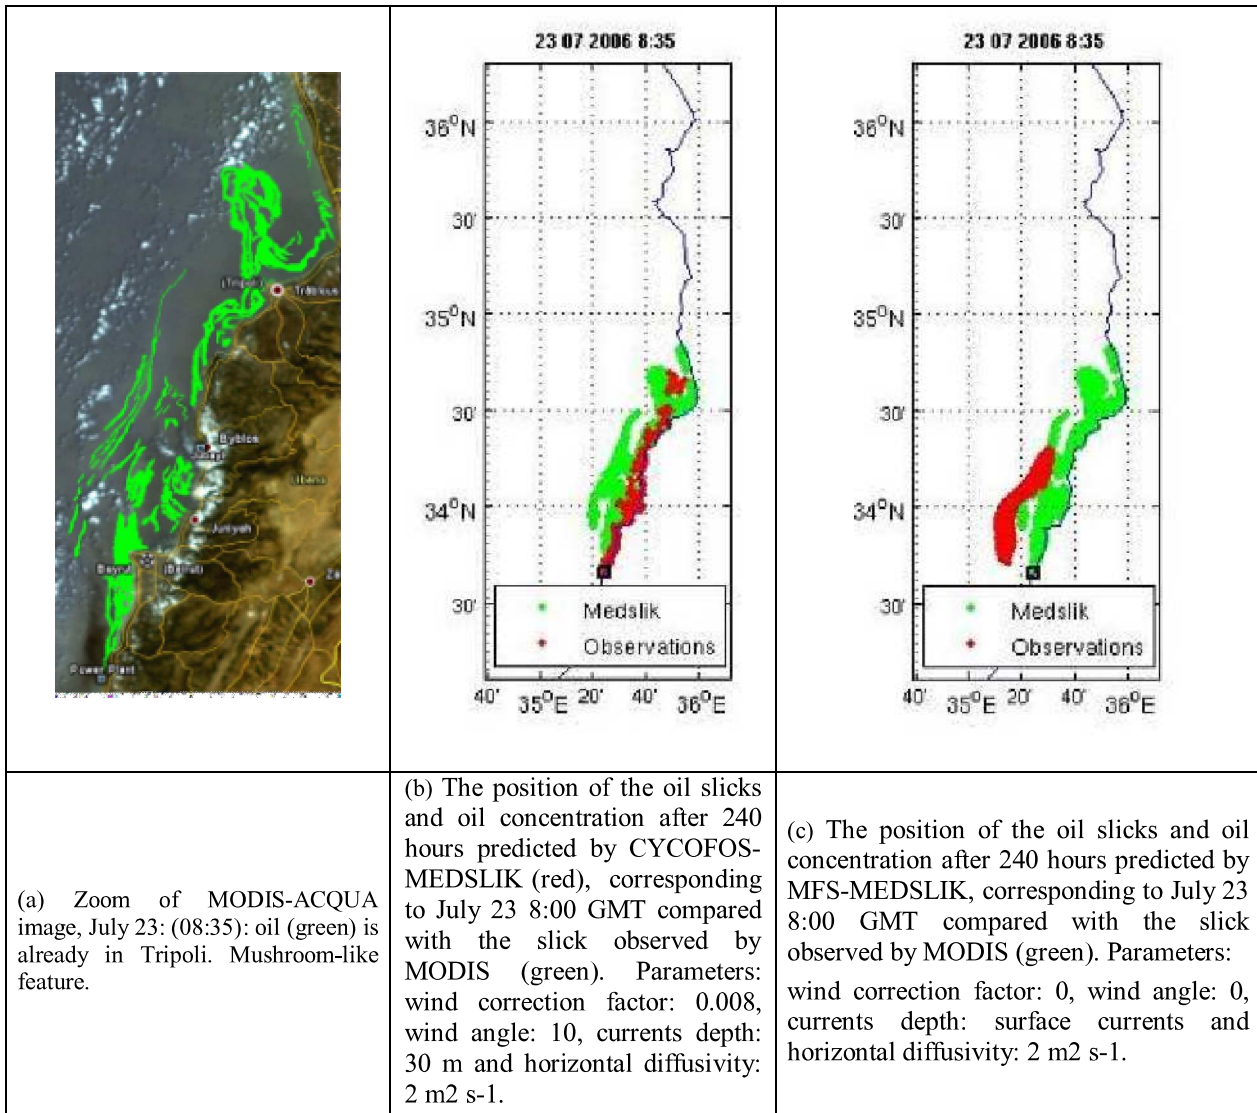 (Tripoli)
Trablous
Byblos
Jubayl
Libano
Juniyah
Bayrut
(Beirut)
Za
Power Plant
23 07 2006 8:35
36°N
30'
35°N
30'
34°N
30'
Medslik
Observations
40'
35°E
20'
40'
36°E
23 07 2006 8:35
36°N
30'
35°N
30'
34°N
30'
Medslik
Observations
40'
35°E
20'
40'
36°E
(a) Zoom of MODIS-ACQUA
image, July 23: (08:35): oil (green) is
already in Tripoli. Mushroom-like
feature.
(b) The position of the oil slicks
and oil concentration after 240
hours predicted by CYCOFOS-
MEDSLIK (red), corresponding
to July 23 8:00 GMT compared
with the slick observed by
MODIS (green). Parameters:
wind correction factor: 0.008,
wind angle: 10, currents depth:
30 m and horizontal diffusivity:
2 m2 s-1.
(c) The position of the oil slicks and oil
concentration after 240 hours predicted by
MFS-MEDSLIK, corresponding to July 23
8:00 GMT compared with the slick
observed by MODIS (green). Parameters:
wind correction factor: 0, wind angle: 0,
currents depth: surface currents and
horizontal diffusivity: 2 m2 s-1.